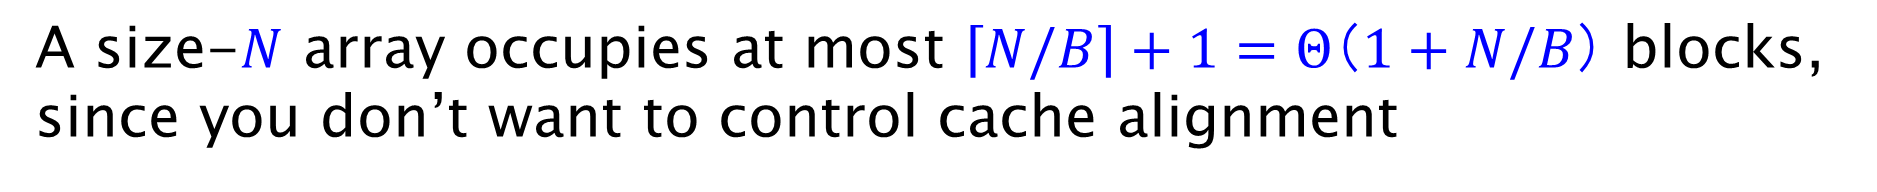 A size-N array occupies at most ⌈N/B⌉ + 1 = Θ(1 + N/B) blocks,
since you don’t want to control cache alignment